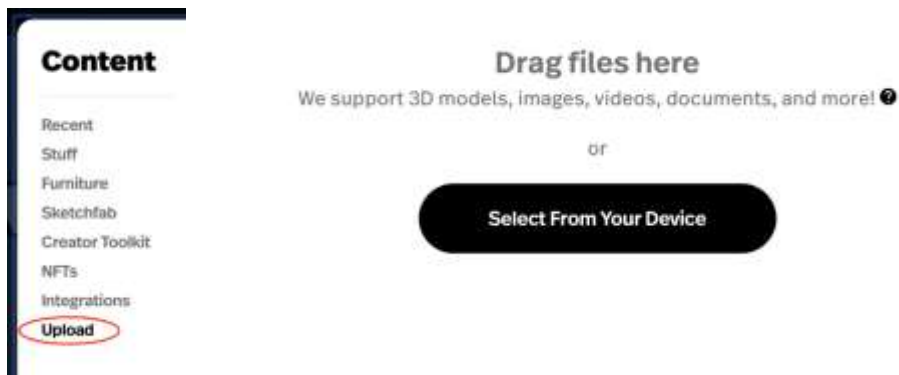 Content
Recent
Stuff
Furniture
Sketchfab
Creator Toolkit
NFTs
Integrations
Upload
Drag files here
We support 3D models, images, videos, documents, and more! ?
or
Select From Your Device